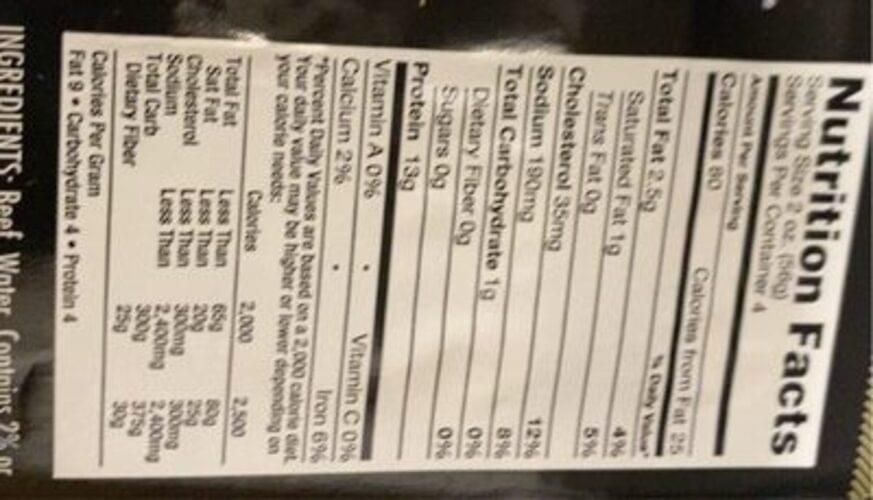 Nutrition Facts
Serving Size 2 oz. (56g)
Servings Per Container 4
Amount Per Serving
Calories 80 Calories from Fat 25
% Daily Value*
Total Fat 2.5g 4%
Saturated Fat 1g 5%
Trans Fat 0g
Cholesterol 35mg 12%
Sodium 190mg 8%
Total Carbohydrate 1g 0%
Dietary Fiber 0g 0%
Sugars 0g
Protein 13g
Vitamin A 0% • Vitamin C 0%
Calcium 2% • Iron 6%
*Percent Daily Values are based on a 2,000 calorie diet.
Your daily value may be higher or lower depending on
your calorie needs:
Calories 2,000 2,500
Total Fat Less Than 65g 80g
Sat Fat Less Than 20g 25g
Cholesterol Less Than 300mg 300mg
Sodium Less Than 2,400mg 2,400mg
Total Carb 300g 375g
Dietary Fiber 25g 30g
Calories Per Gram
Fat 9 • Carbohydrate 4 • Protein 4
INGREDIENTS: Beef, Water, Contains 2% or